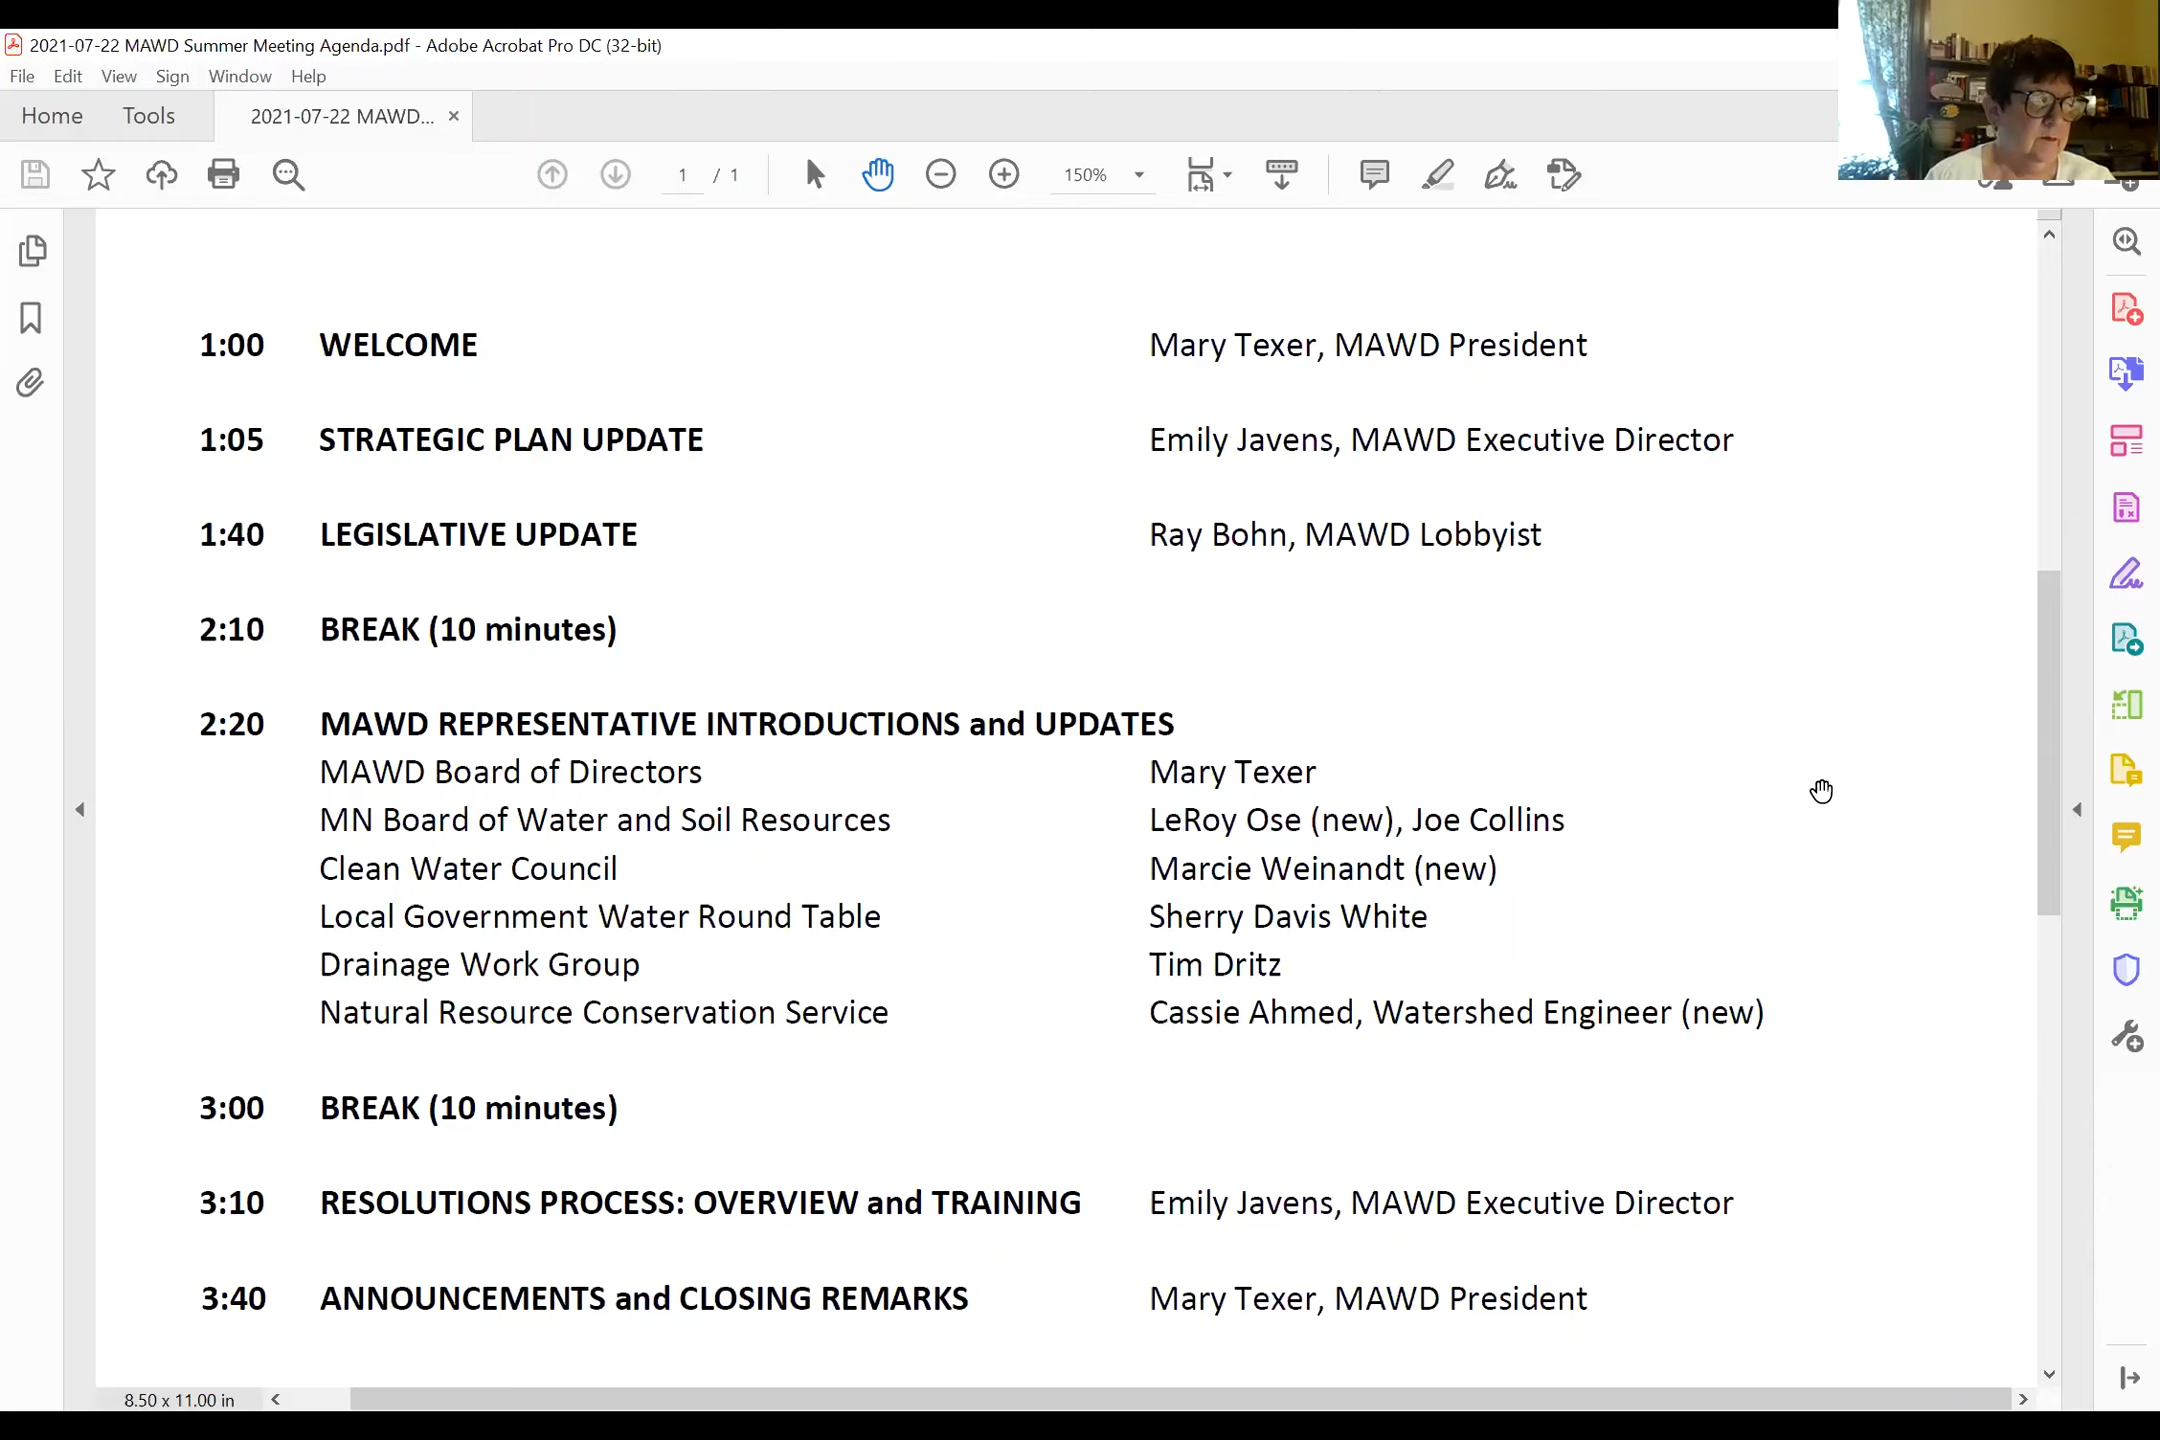 2021-07-22 MAWD Summer Meeting Agenda.pdf - Adobe Acrobat Pro DC (32-bit)
File Edit View Sign Window Help
Home Tools 2021-07-22 MAWD... ×
1 / 1 150%
1:00 WELCOME Mary Texer, MAWD President
1:05 STRATEGIC PLAN UPDATE Emily Javens, MAWD Executive Director
1:40 LEGISLATIVE UPDATE Ray Bohn, MAWD Lobbyist
2:10 BREAK (10 minutes)
2:20 MAWD REPRESENTATIVE INTRODUCTIONS and UPDATES
MAWD Board of Directors Mary Texer
MN Board of Water and Soil Resources LeRoy Ose (new), Joe Collins
Clean Water Council Marcie Weinandt (new)
Local Government Water Round Table Sherry Davis White
Drainage Work Group Tim Dritz
Natural Resource Conservation Service Cassie Ahmed, Watershed Engineer (new)
3:00 BREAK (10 minutes)
3:10 RESOLUTIONS PROCESS: OVERVIEW and TRAINING Emily Javens, MAWD Executive Director
3:40 ANNOUNCEMENTS and CLOSING REMARKS Mary Texer, MAWD President
8.50 x 11.00 in